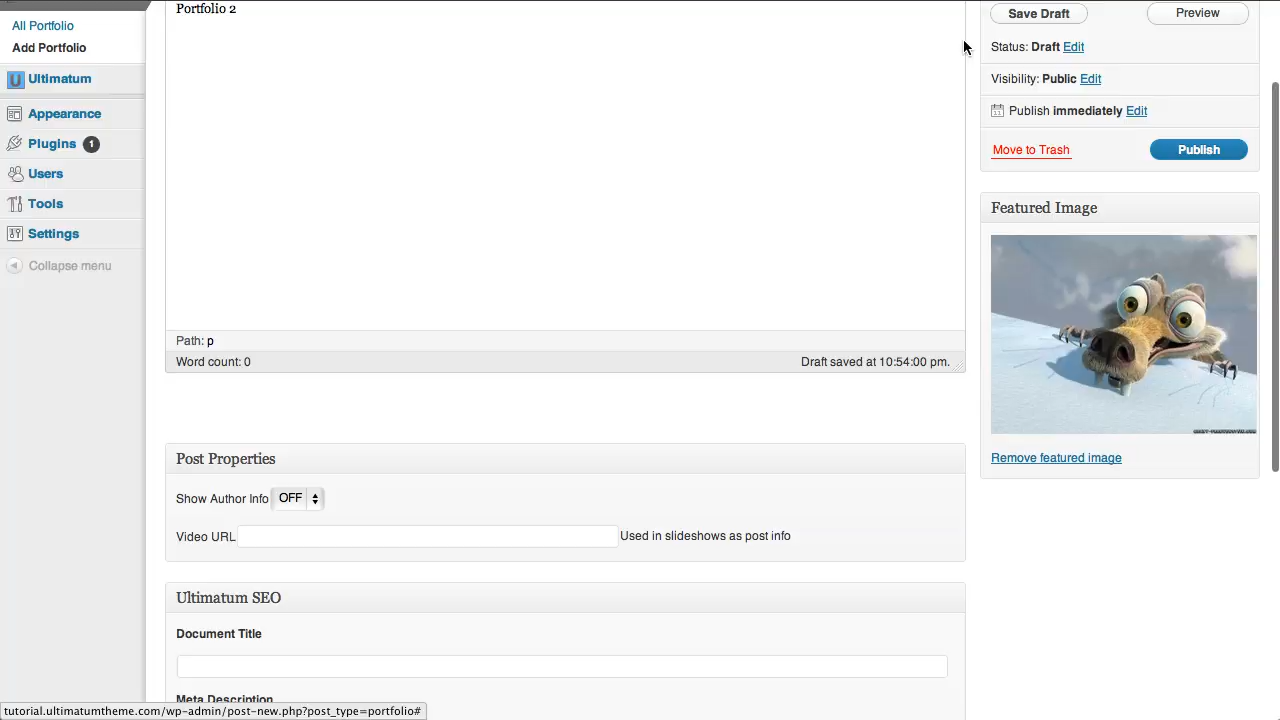 Portfolio 2
Save Draft
Preview
All Portfolio
Add Portfolio
Status: Draft Edit
Ultimatum
Visibility: Public Edit
Appearance
Publish immediately Edit
Plugins 1
Move to Trash
Publish
Users
Tools
Featured Image
Settings
Collapse menu
Path: p
Word count: 0
Draft saved at 10:54:00 pm.
Remove featured image
Post Properties
Show Author Info OFF
Video URL
Used in slideshows as post info
Ultimatum SEO
Document Title
Meta Description
tutorial.ultimatumtheme.com/wp-admin/post-new.php?post_type=portfolio#